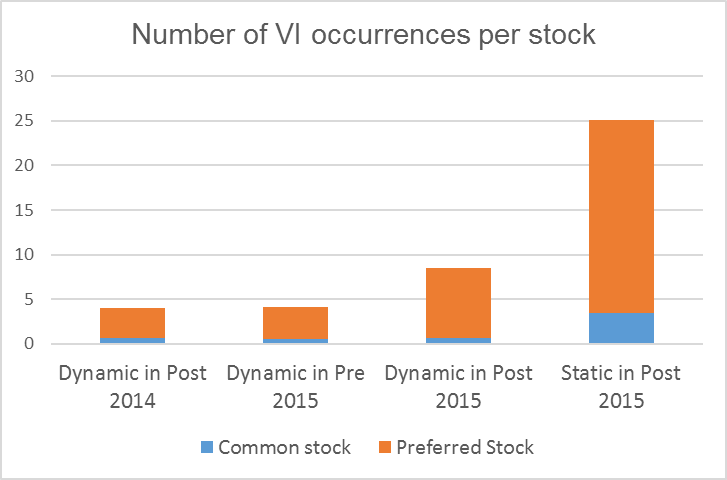 Number of VI occurrences per stock
30
25
20
15
10
5
0
Dynamic in Post Dynamic in Pre Dynamic in Post Static in Post
2014 2015 2015 2015
Common stock Preferred Stock